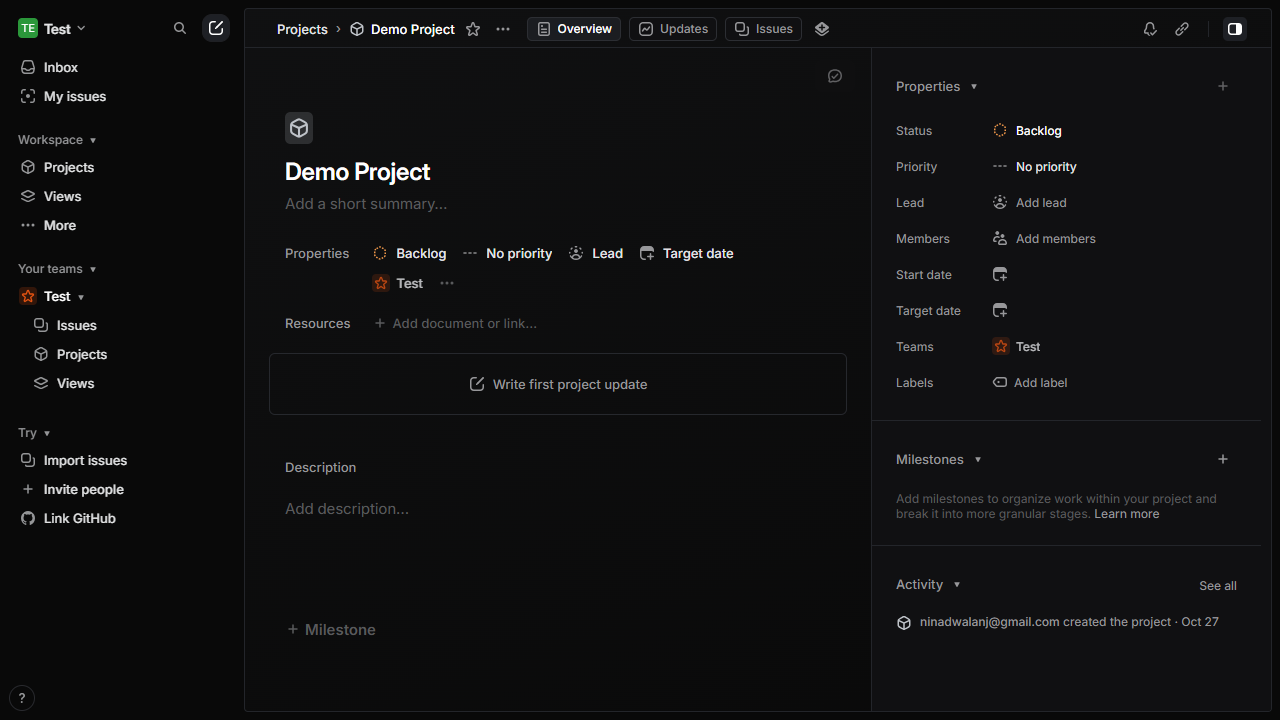 TE Test
Inbox
My issues
Workspace
Projects
Views
More
Your teams
Test
Issues
Projects
Views
Try
Import issues
Invite people
Link GitHub
?
Projects › Demo Project
Overview
Updates
Issues
Demo Project
Add a short summary...
Properties Backlog No priority Lead Target date
Test
Resources + Add document or link...
Write first project update
Description
Add description...
+ Milestone
Properties
Status Backlog
Priority No priority
Lead Add lead
Members Add members
Start date
Target date
Teams Test
Labels Add label
Milestones
Add milestones to organize work within your project and
break it into more granular stages. Learn more
Activity See all
ninadwalanj@gmail.com created the project · Oct 27